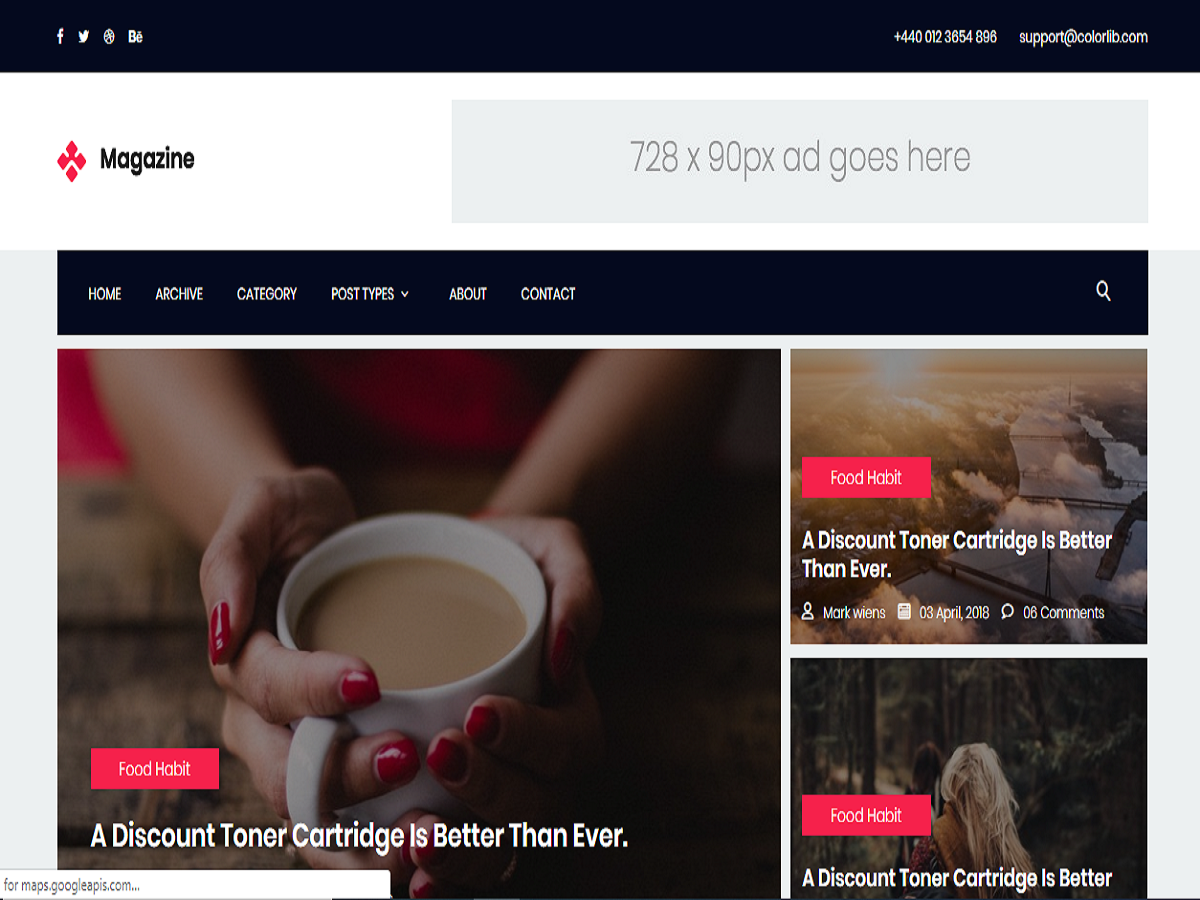 +440 012 3654 896 support@colorlib.com
Magazine
728 x 90px ad goes here
HOME ARCHIVE CATEGORY POST TYPES ABOUT CONTACT
Food Habit
A Discount Toner Cartridge Is Better Than Ever.
Food Habit
A Discount Toner Cartridge Is Better
Than Ever.
Mark wiens 03 April, 2018 06 Comments
Food Habit
A Discount Toner Cartridge Is Better
for maps.googleapis.com...